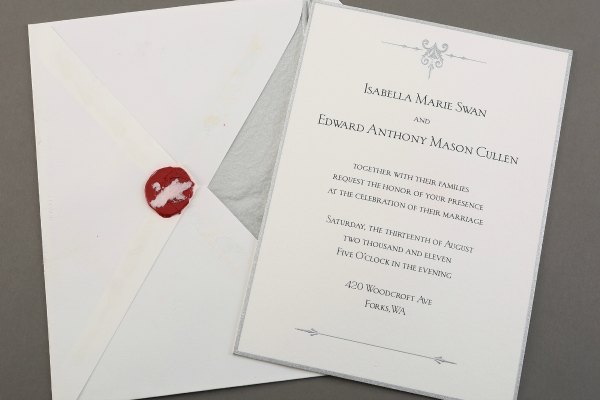 Isabella Marie Swan
and
Edward Anthony Mason Cullen
together with their families
request the honor of your presence
at the celebration of their marriage
Saturday, the thirteenth of August
two thousand and eleven
Five O'clock in the evening
420 Woodcroft Ave
Forks, WA